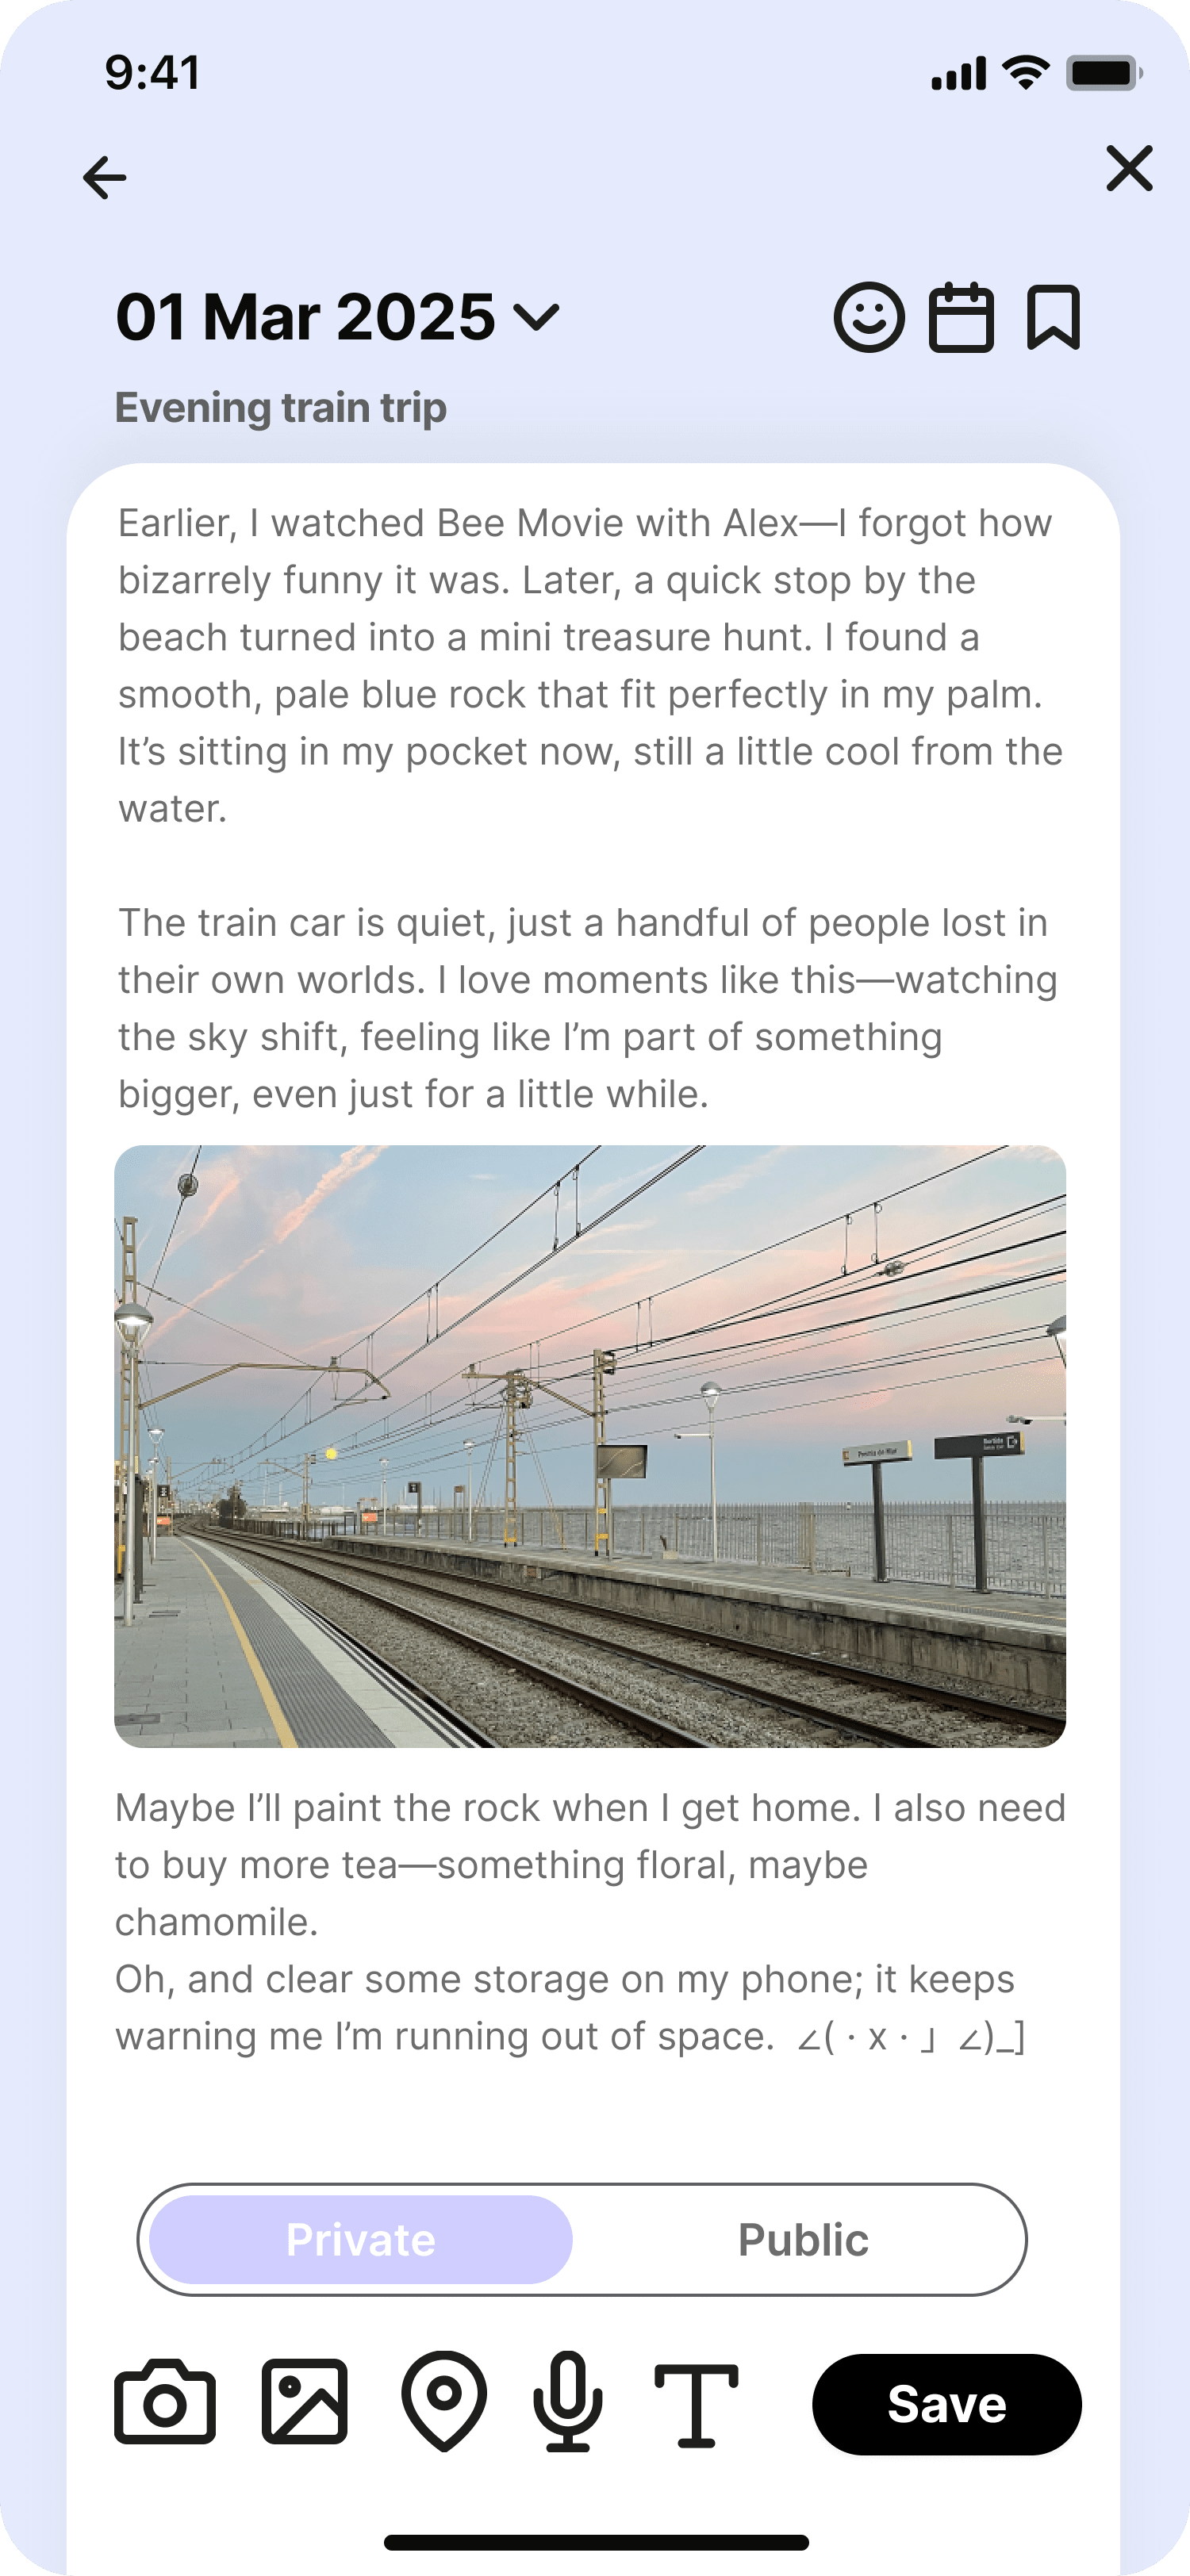 9:41
01 Mar 2025
Evening train trip
Earlier, I watched Bee Movie with Alex—I forgot how
bizarrely funny it was. Later, a quick stop by the
beach turned into a mini treasure hunt. I found a
smooth, pale blue rock that fit perfectly in my palm.
It’s sitting in my pocket now, still a little cool from the
water.
The train car is quiet, just a handful of people lost in
their own worlds. I love moments like this—watching
the sky shift, feeling like I’m part of something
bigger, even just for a little while.
Maybe I’ll paint the rock when I get home. I also need
to buy more tea—something floral, maybe
chamomile.
Oh, and clear some storage on my phone; it keeps
warning me I’m running out of space. ∠( · x · 」∠)_]
Private
Public
Save